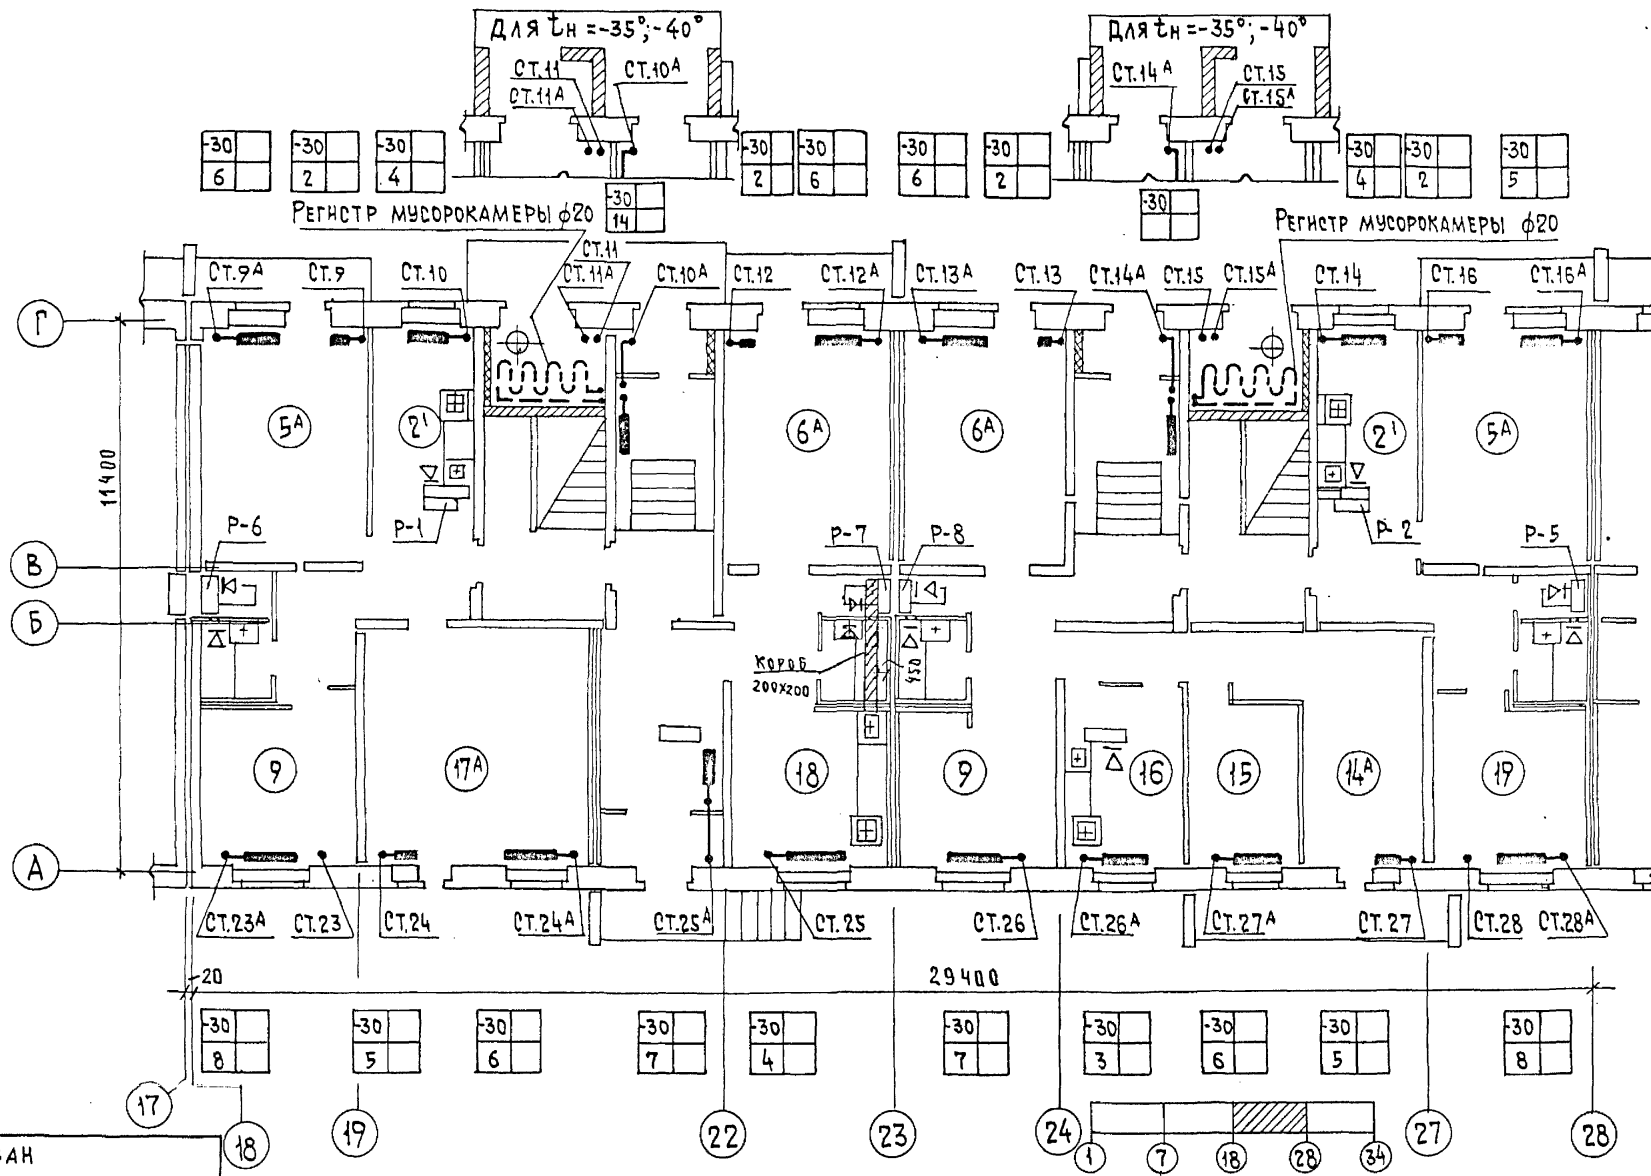 Для tн = -35°; -40°
Для tн = -35°; -40°
СТ.11 СТ.10А СТ.14А СТ.15
СТ.11А СТ.15А
-30 -30 -30 -30 -30 -30 -30 -30 -30 -30
6 2 4 2 6 6 2 4 2 5
-30
14
-30
Регистр мусорокамеры ϕ20
Регистр мусорокамеры ϕ20
СТ.9А СТ.9 СТ.10 СТ.11 СТ.10А СТ.12 СТ.12А СТ.13А СТ.13 СТ.14А СТ.15 СТ.15А СТ.14 СТ.16 СТ.16А
СТ.11А
Г
5А 2' 6А 6А 2' 5А
11400
Р-6 Р-1 Р-7 Р-8 Р-2 Р-5
В
Б
короб
200х200
450
9 17А 18 9 16 15 14А 19
А
СТ.23А СТ.23 СТ.24 СТ.24А СТ.25А СТ.25 СТ.26 СТ.26А СТ.27А СТ.27 СТ.28 СТ.28А
20 29400
-30 -30 -30 -30 -30 -30 -30 -30 -30 -30
8 5 6 7 4 7 3 6 5 8
17 18 19 22 23 24 27 28
1 7 18 28 34
АН